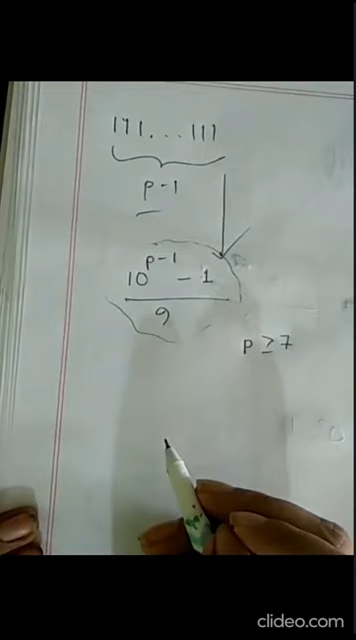 111...111
p-1
10^{p-1} - 1
9
p ≥ 7
clideo.com